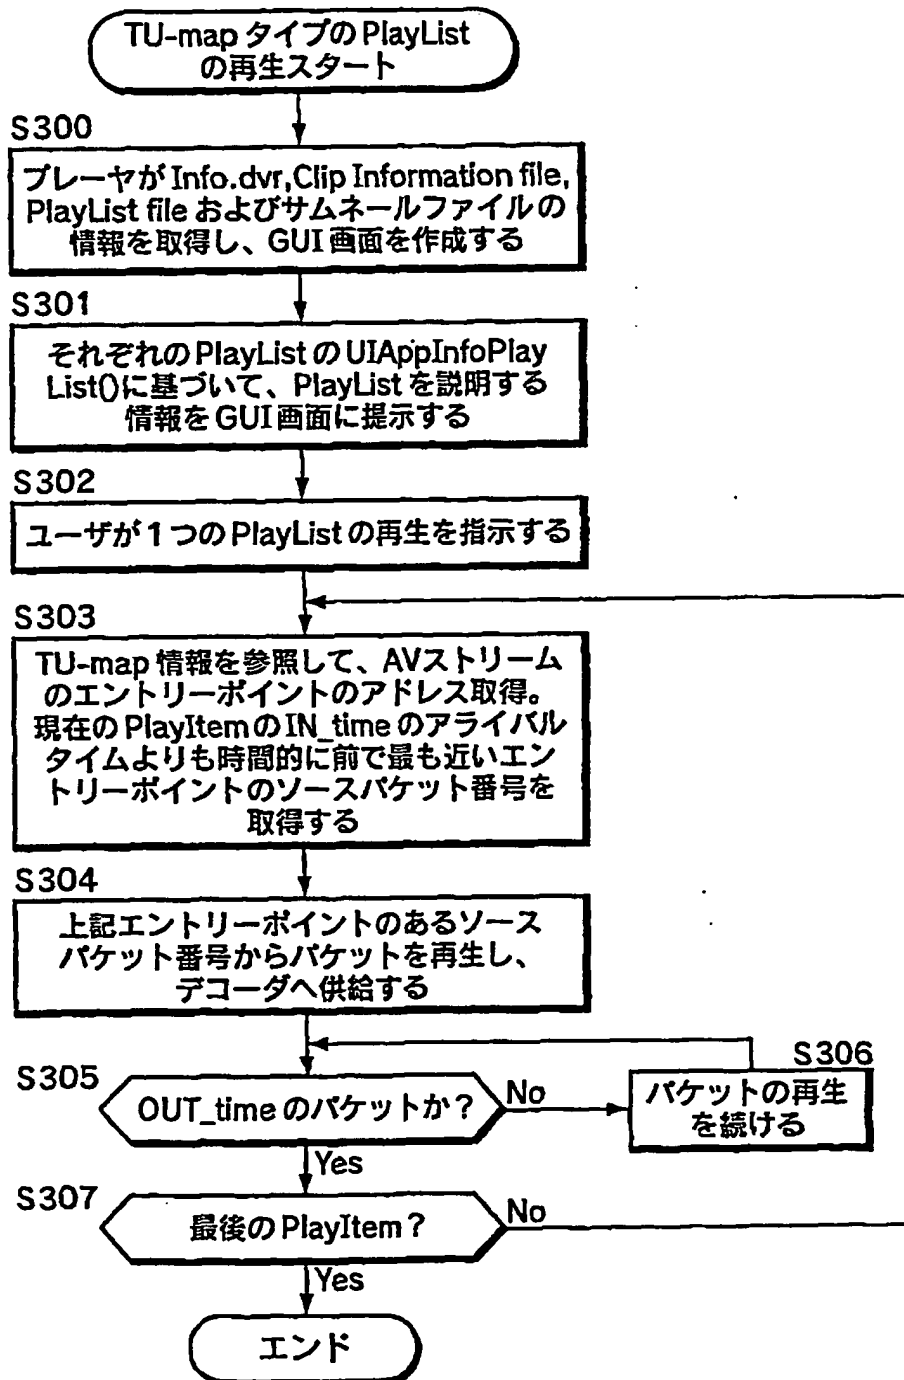 TU-map タイプの PlayList
の再生スタート
S300
プレーヤが Info.dvr,Clip Information file,
PlayList file およびサムネールファイルの
情報を取得し、GUI 画面を作成する
S301
それぞれの PlayList の UIAppInfoPlay
List()に基づいて、PlayList を説明する
情報を GUI 画面に提示する
S302
ユーザが 1 つの PlayList の再生を指示する
S303
TU-map 情報を参照して、AVストリーム
のエントリーポイントのアドレス取得。
現在の PlayItem の IN_time のアライバル
タイムよりも時間的に前で最も近いエン
トリーポイントのソースパケット番号を
取得する
S304
上記エントリーポイントのあるソース
パケット番号からパケットを再生し、
デコーダへ供給する
S305
OUT_time のパケットか？
No
S306
パケットの再生
を続ける
Yes
S307
最後の PlayItem？
No
Yes
エンド